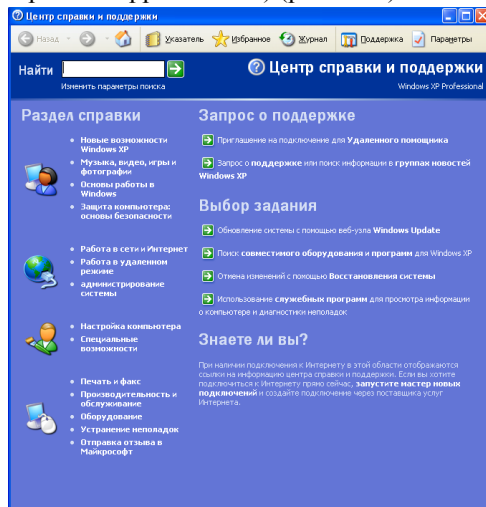 Центр справки и поддержки
Назад
Указатель
Избранное
Журнал
Поддержка
Параметры
Найти
Изменить параметры поиска
Центр справки и поддержки
Windows XP Professional
Раздел справки
Новые возможности
Windows XP
Музыка, видео, игры и
фотографии
Основы работы в
Windows
Защита компьютера:
основы безопасности
Работа в сети и Интернет
Работа в удаленном
режиме
администрирование
системы
Настройка компьютера
Специальные
возможности
Печать и факс
Производительность и
обслуживание
Оборудование
Устранение неполадок
Отправка отзыва в
Майкрософт
Запрос о поддержке
Приглашение на подключение для Удаленного помощника
Запрос о поддержке или поиск информации в группах новостей
Windows XP
Выбор задания
Обновление системы с помощью веб-узла Windows Update
Поиск совместимого оборудования и программ для Windows XP
Отмена изменений с помощью Восстановления системы
Использование служебных программ для просмотра информации
о компьютере и диагностики неполадок
Знаете ли вы?
При наличии подключения к Интернету в этой области отображаются
ссылки на информацию центра справки и поддержки. Если вы хотите
подключиться к Интернету прямо сейчас, запустите мастер новых
подключений и создайте подключение через поставщика услуг
Интернета.